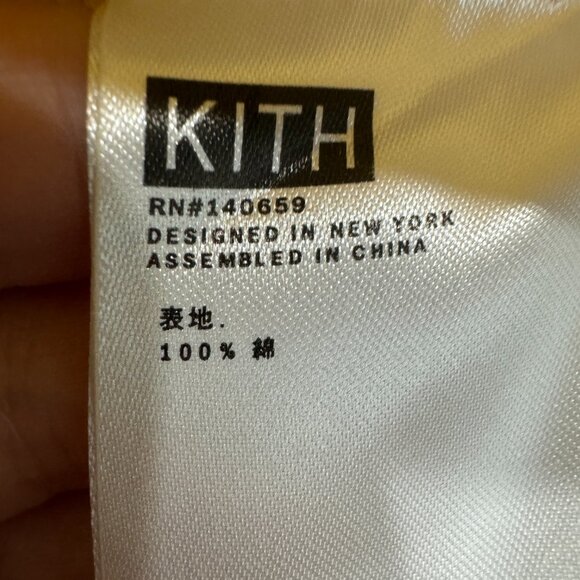 KITH
RN#140659
DESIGNED IN NEW YORK
ASSEMBLED IN CHINA
表地.
100% 綿